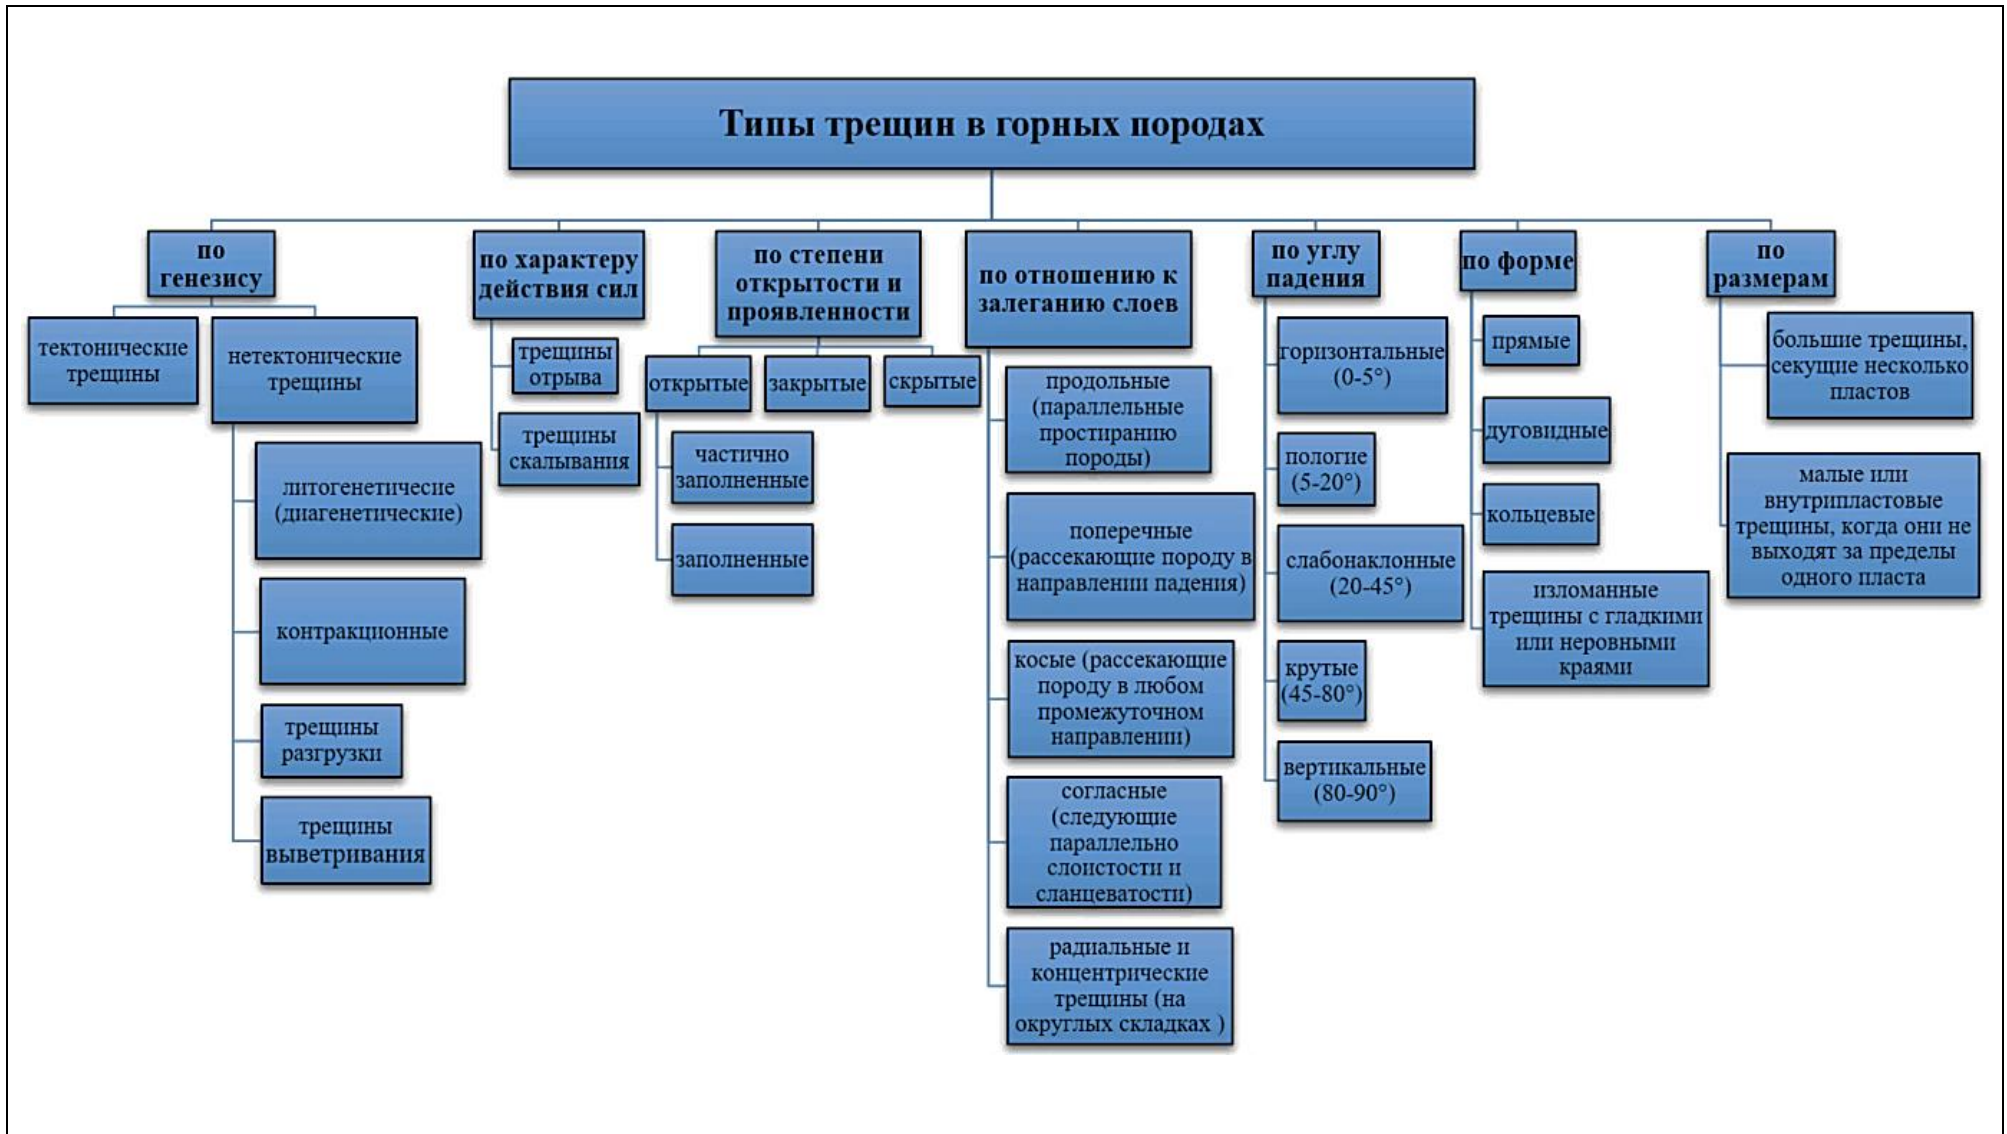 Типы трещин в горных породах
по
генезису
тектонические
трещины
нетектонические
трещины
литогенетичесие
(диагенетические)
контракционные
трещины
разгрузки
трещины
выветривания
по характеру
действия сил
трещины
отрыва
трещины
скалывания
по степени
открытости и
проявленности
открытые
закрытые
скрытые
частично
заполненные
заполненные
по отношению к
залеганию слоев
продольные
(параллельные
простиранию
породы)
поперечные
(рассекающие породу в
направлении падения)
косые (рассекающие
породу в любом
промежуточном
направлении)
согласные
(следующие
параллельно
слоистости и
сланцеватости)
радиальные и
концентрические
трещины (на
округлых складках )
по углу
падения
горизонтальные
(0-5°)
пологие
(5-20°)
слабонаклонные
(20-45°)
крутые
(45-80°)
вертикальные
(80-90°)
по форме
прямые
дуговидные
кольцевые
изломанные
трещины с гладкими
или неровными
краями
по
размерам
большие трещины,
секущие несколько
пластов
малые или
внутрипластовые
трещины, когда они не
выходят за пределы
одного пласта